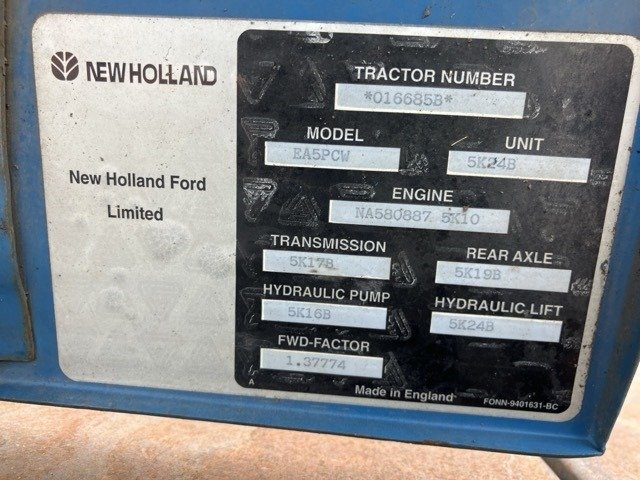 NEW HOLLAND
New Holland Ford
Limited
TRACTOR NUMBER
*016685B*
MODEL
EA5PCW
UNIT
5K24B
ENGINE
NA580887 5K10
TRANSMISSION
5K17B
REAR AXLE
5K19B
HYDRAULIC PUMP
5K16B
HYDRAULIC LIFT
5K24B
FWD-FACTOR
1.37774
A
Made in England
FONN-9401631-BC